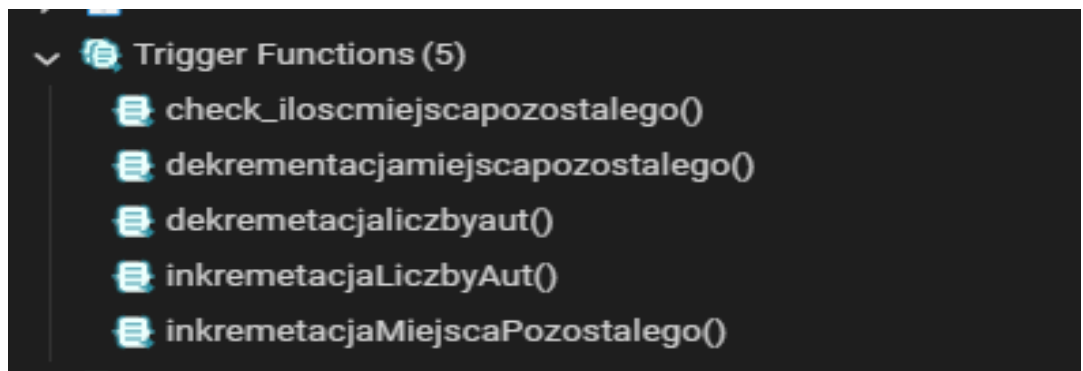 Trigger Functions (5)
check_iloscmiejscapozostalego()
dekrementacjamiejscapozostalego()
dekremetacjaliczbyaut()
inkremetacjaLiczbyAut()
inkremetacjaMiejscaPozostalego()